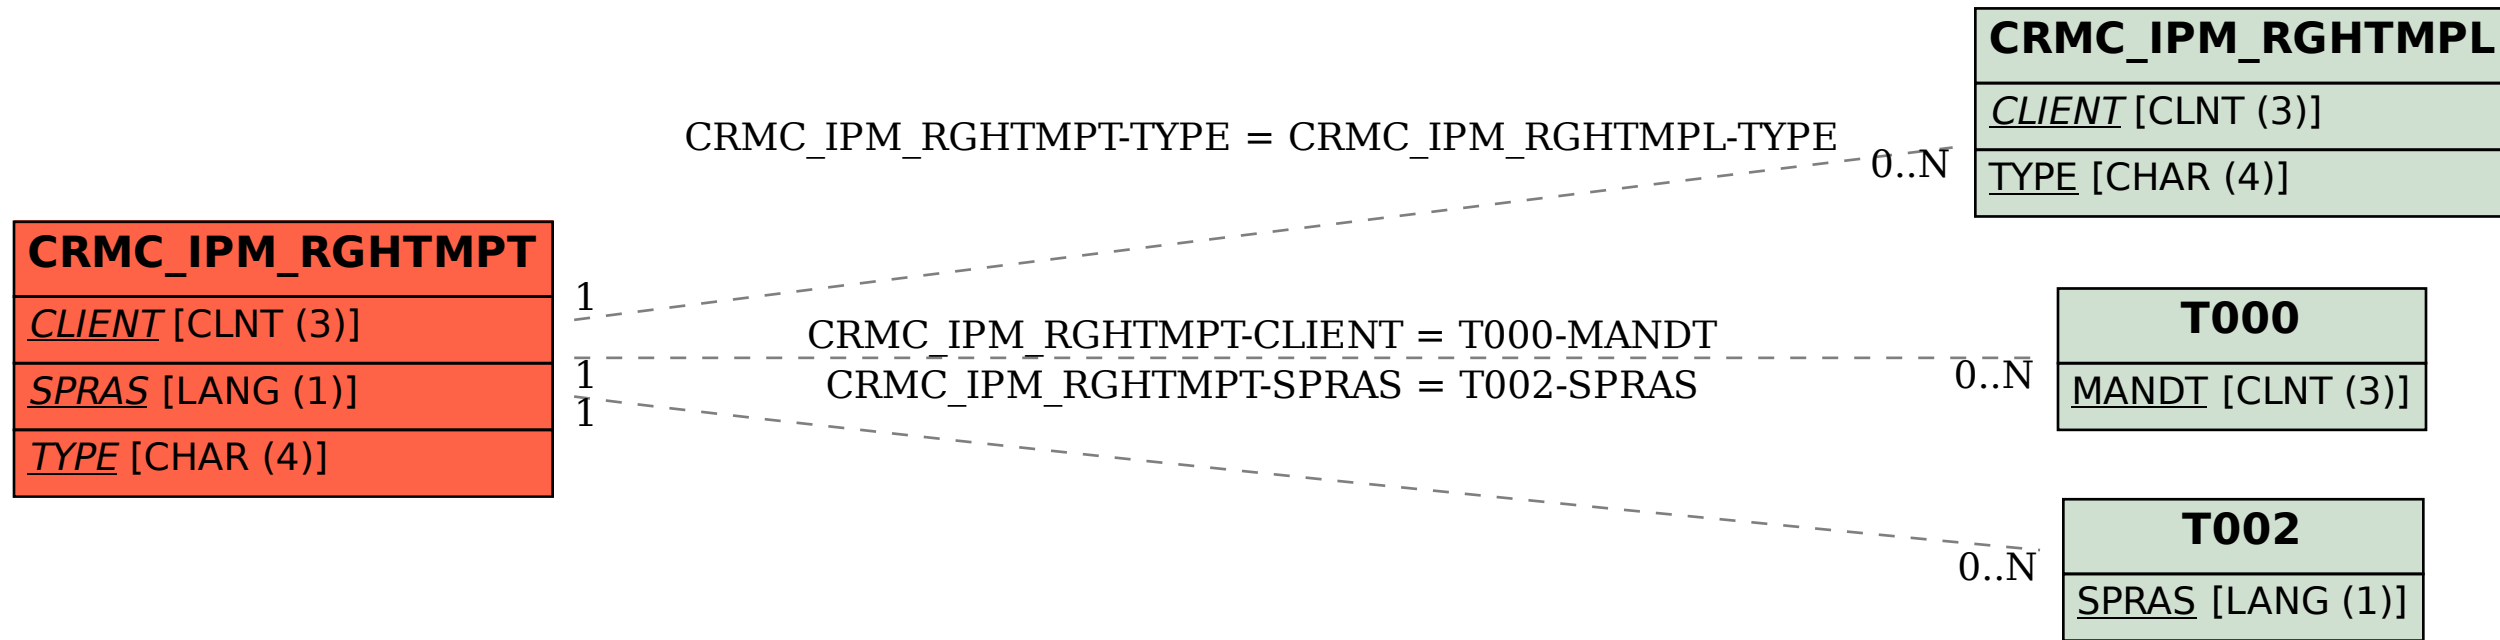 CRMC_IPM_RGHTMPL
CLIENT [CLNT (3)]
TYPE [CHAR (4)]
CRMC_IPM_RGHTMPT-TYPE = CRMC_IPM_RGHTMPL-TYPE
0..N
CRMC_IPM_RGHTMPT
CLIENT [CLNT (3)]
SPRAS [LANG (1)]
TYPE [CHAR (4)]
1
CRMC_IPM_RGHTMPT-CLIENT = T000-MANDT
1
0..N
CRMC_IPM_RGHTMPT-SPRAS = T002-SPRAS
1
0..N
T000
MANDT [CLNT (3)]
T002
SPRAS [LANG (1)]